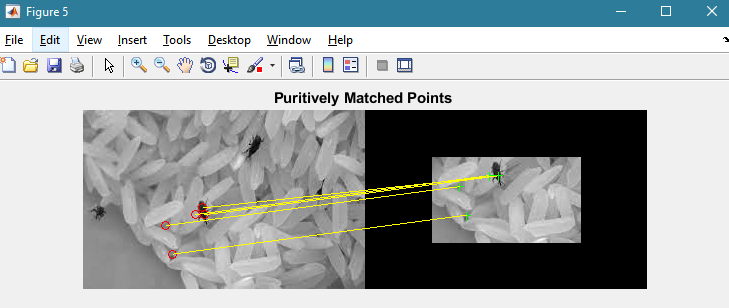 Figure 5
File Edit View Insert Tools Desktop Window Help
Puritively Matched Points